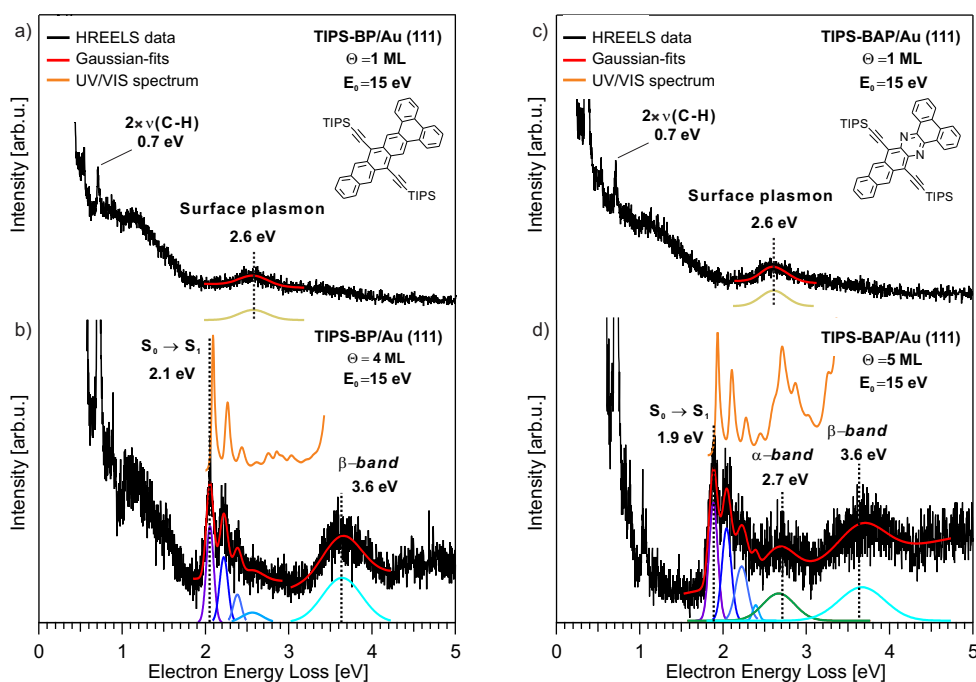 a)
HREELS data
Gaussian-fits
UV/VIS spectrum
TIPS-BP/Au (111)
Θ = 1 ML
E₀ = 15 eV
2× ν(C-H)
0.7 eV
TIPS
TIPS
Surface plasmon
2.6 eV
Intensity [arb.u.]
b)
TIPS-BP/Au (111)
Θ = 4 ML
E₀ = 15 eV
S₀ → S₁
2.1 eV
β-band
3.6 eV
Intensity [arb.u.]
0 1 2 3 4 5
Electron Energy Loss [eV]
c)
HREELS data
Gaussian-fits
UV/VIS spectrum
TIPS-BAP/Au (111)
Θ = 1 ML
E₀ = 15 eV
2× ν(C-H)
0.7 eV
TIPS
N
N
TIPS
Surface plasmon
2.6 eV
Intensity [arb.u.]
d)
TIPS-BAP/Au (111)
Θ = 5 ML
E₀ = 15 eV
S₀ → S₁
1.9 eV
α-band
2.7 eV
β-band
3.6 eV
Intensity [arb.u.]
0 1 2 3 4 5
Electron Energy Loss [eV]